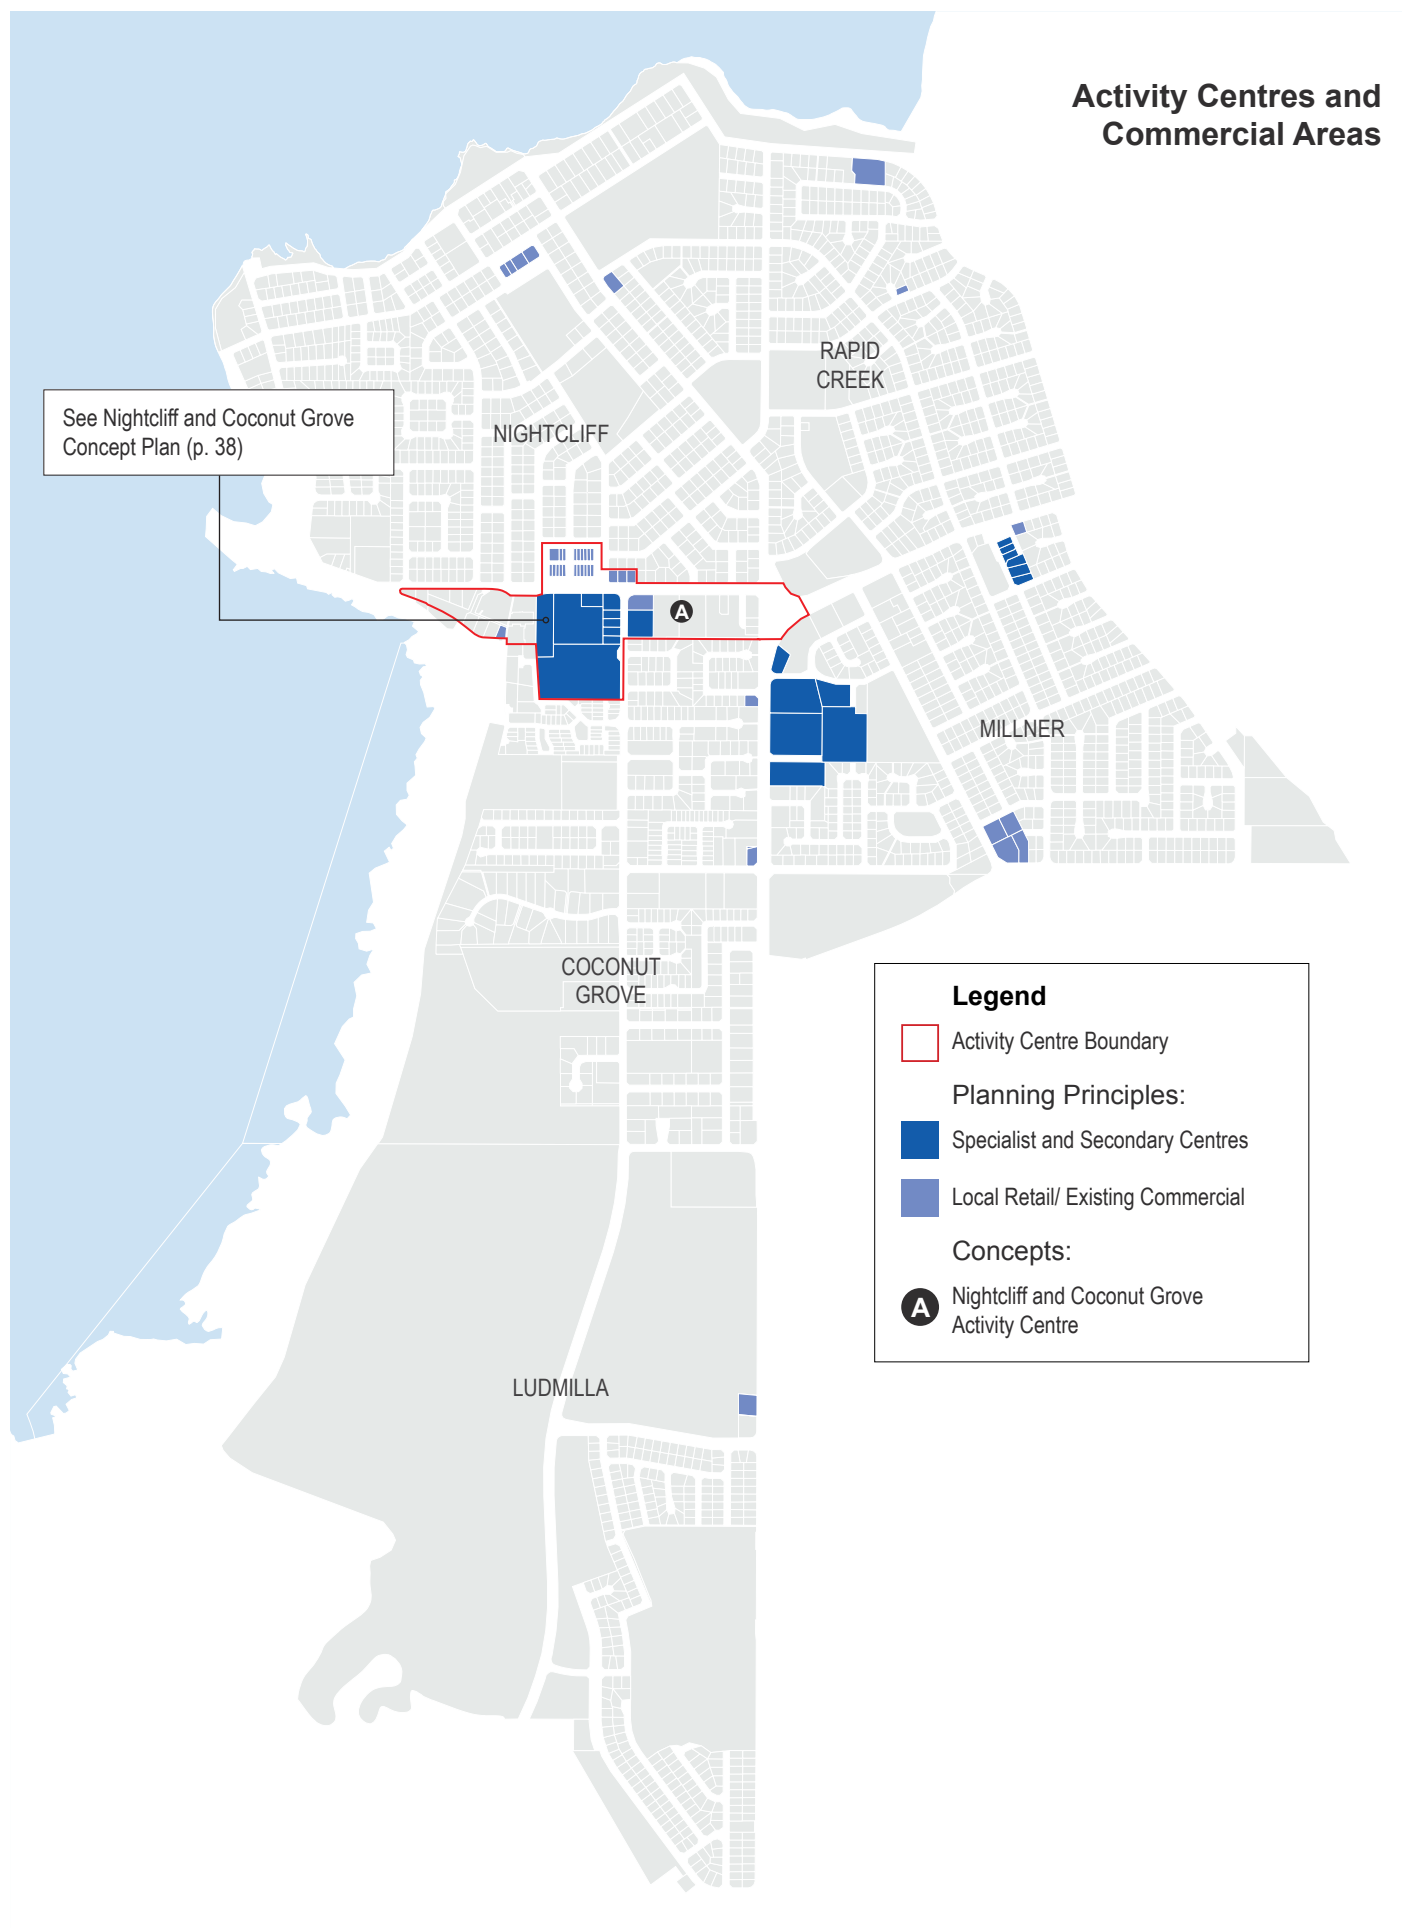 Activity Centres and
Commercial Areas
RAPID
CREEK
See Nightcliff and Coconut Grove
Concept Plan (p. 38)
NIGHTCLIFF
A
MILLNER
COCONUT
GROVE
Legend
Activity Centre Boundary
Planning Principles:
Specialist and Secondary Centres
Local Retail/ Existing Commercial
Concepts:
A
Nightcliff and Coconut Grove
Activity Centre
LUDMILLA